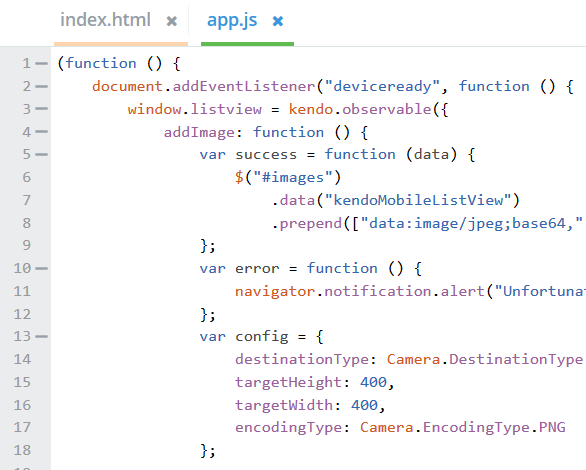 index.html × app.js ×
1 (function () {
2 document.addEventListener("deviceready", function () {
3 window.listview = kendo.observable({
4 addImage: function () {
5 var success = function (data) {
6 $("#images")
7 .data("kendoMobileListView")
8 .prepend(["data:image/jpeg;base64,"
9 };
10 var error = function () {
11 navigator.notification.alert("Unfortuna
12 };
13 var config = {
14 destinationType: Camera.DestinationType
15 targetHeight: 400,
16 targetWidth: 400,
17 encodingType: Camera.EncodingType.PNG
18 };